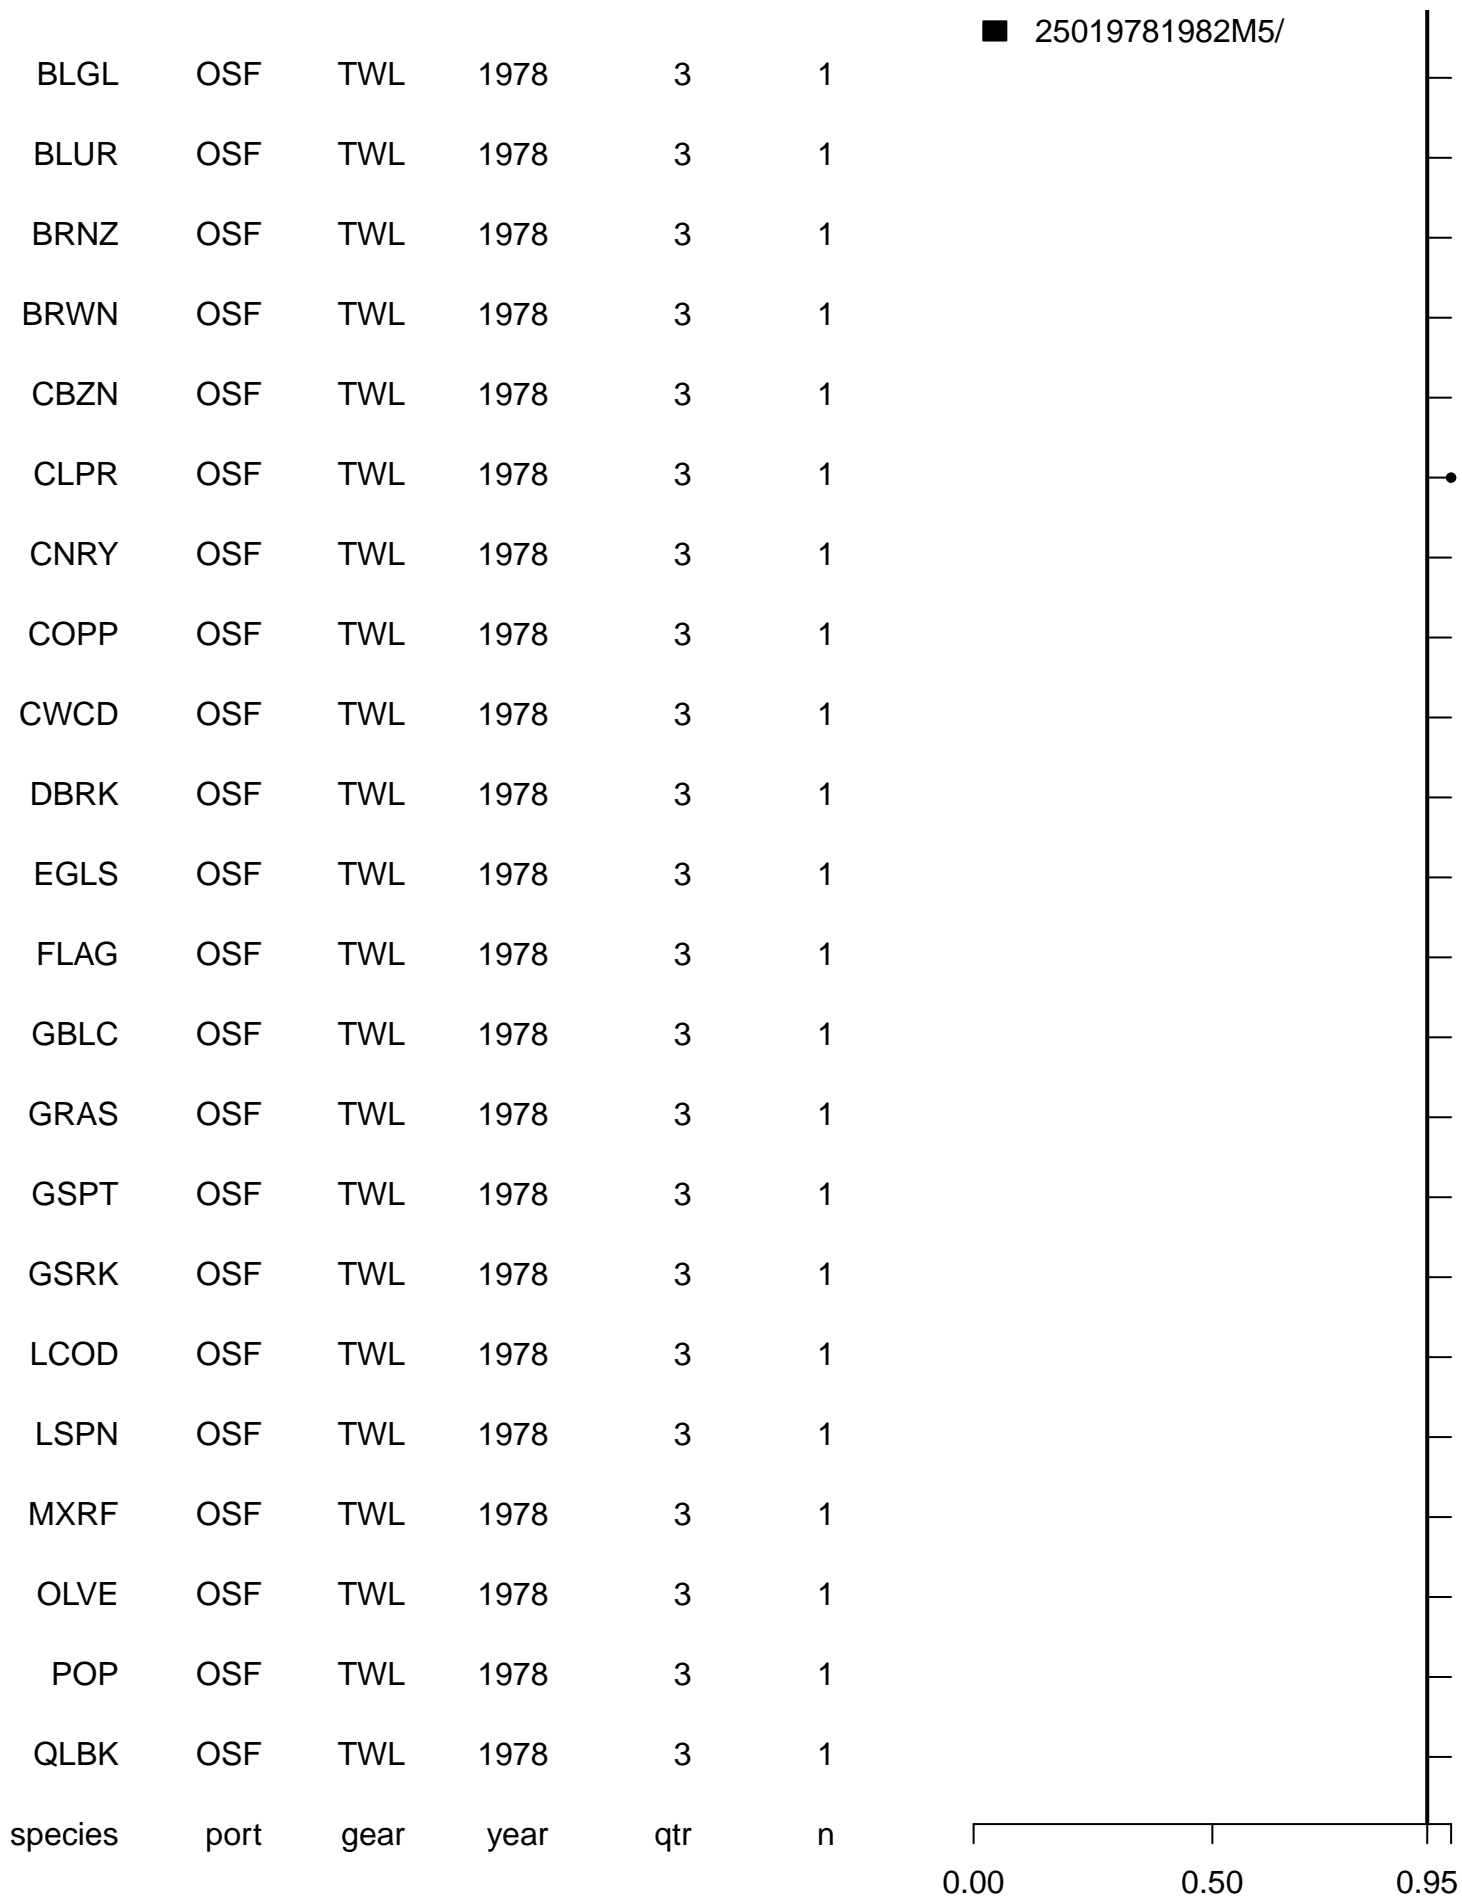 25019781982M5/
BLGL OSF TWL 1978 3 1
BLUR OSF TWL 1978 3 1
BRNZ OSF TWL 1978 3 1
BRWN OSF TWL 1978 3 1
CBZN OSF TWL 1978 3 1
CLPR OSF TWL 1978 3 1
CNRY OSF TWL 1978 3 1
COPP OSF TWL 1978 3 1
CWCD OSF TWL 1978 3 1
DBRK OSF TWL 1978 3 1
EGLS OSF TWL 1978 3 1
FLAG OSF TWL 1978 3 1
GBLC OSF TWL 1978 3 1
GRAS OSF TWL 1978 3 1
GSPT OSF TWL 1978 3 1
GSRK OSF TWL 1978 3 1
LCOD OSF TWL 1978 3 1
LSPN OSF TWL 1978 3 1
MXRF OSF TWL 1978 3 1
OLVE OSF TWL 1978 3 1
POP OSF TWL 1978 3 1
QLBK OSF TWL 1978 3 1
species port gear year qtr n
0.00 0.50 0.95